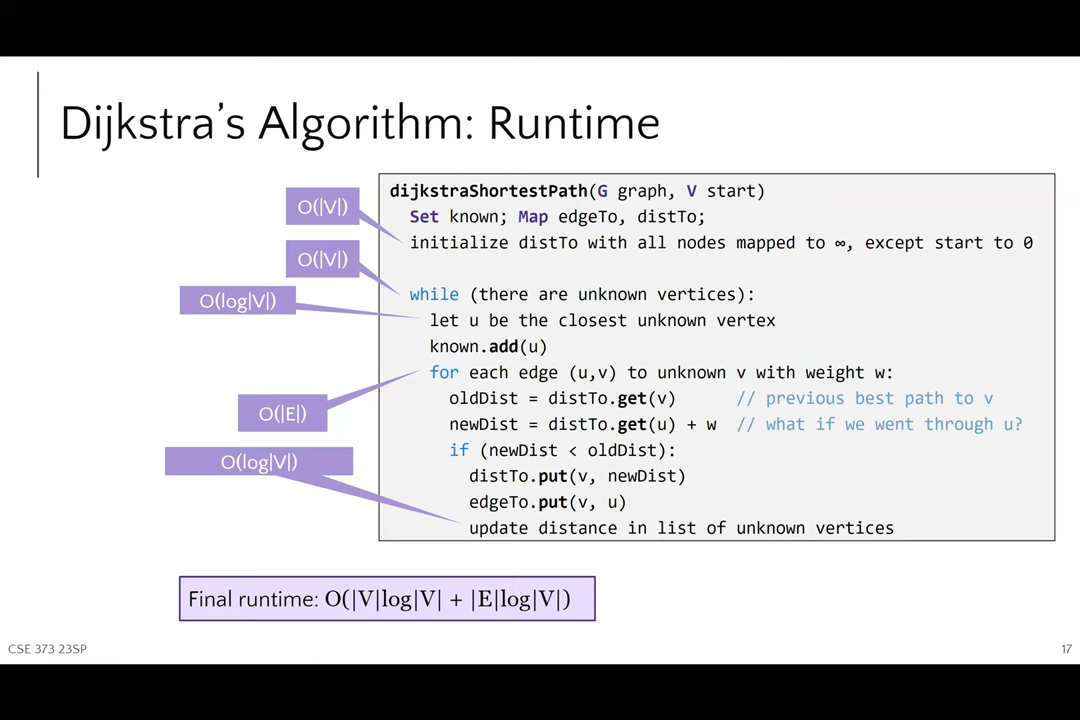 Dijkstra's Algorithm: Runtime
O(|V|)
O(|V|)
O(log|V|)
O(|E|)
O(log|V|)
dijkstraShortestPath(G graph, V start)
Set known; Map edgeTo, distTo;
initialize distTo with all nodes mapped to ∞, except start to 0
while (there are unknown vertices):
let u be the closest unknown vertex
known.add(u)
for each edge (u,v) to unknown v with weight w:
oldDist = distTo.get(v) // previous best path to v
newDist = distTo.get(u) + w // what if we went through u?
if (newDist < oldDist):
distTo.put(v, newDist)
edgeTo.put(v, u)
update distance in list of unknown vertices
Final runtime: O(|V|log|V| + |E|log|V|)
CSE 373 23SP
17